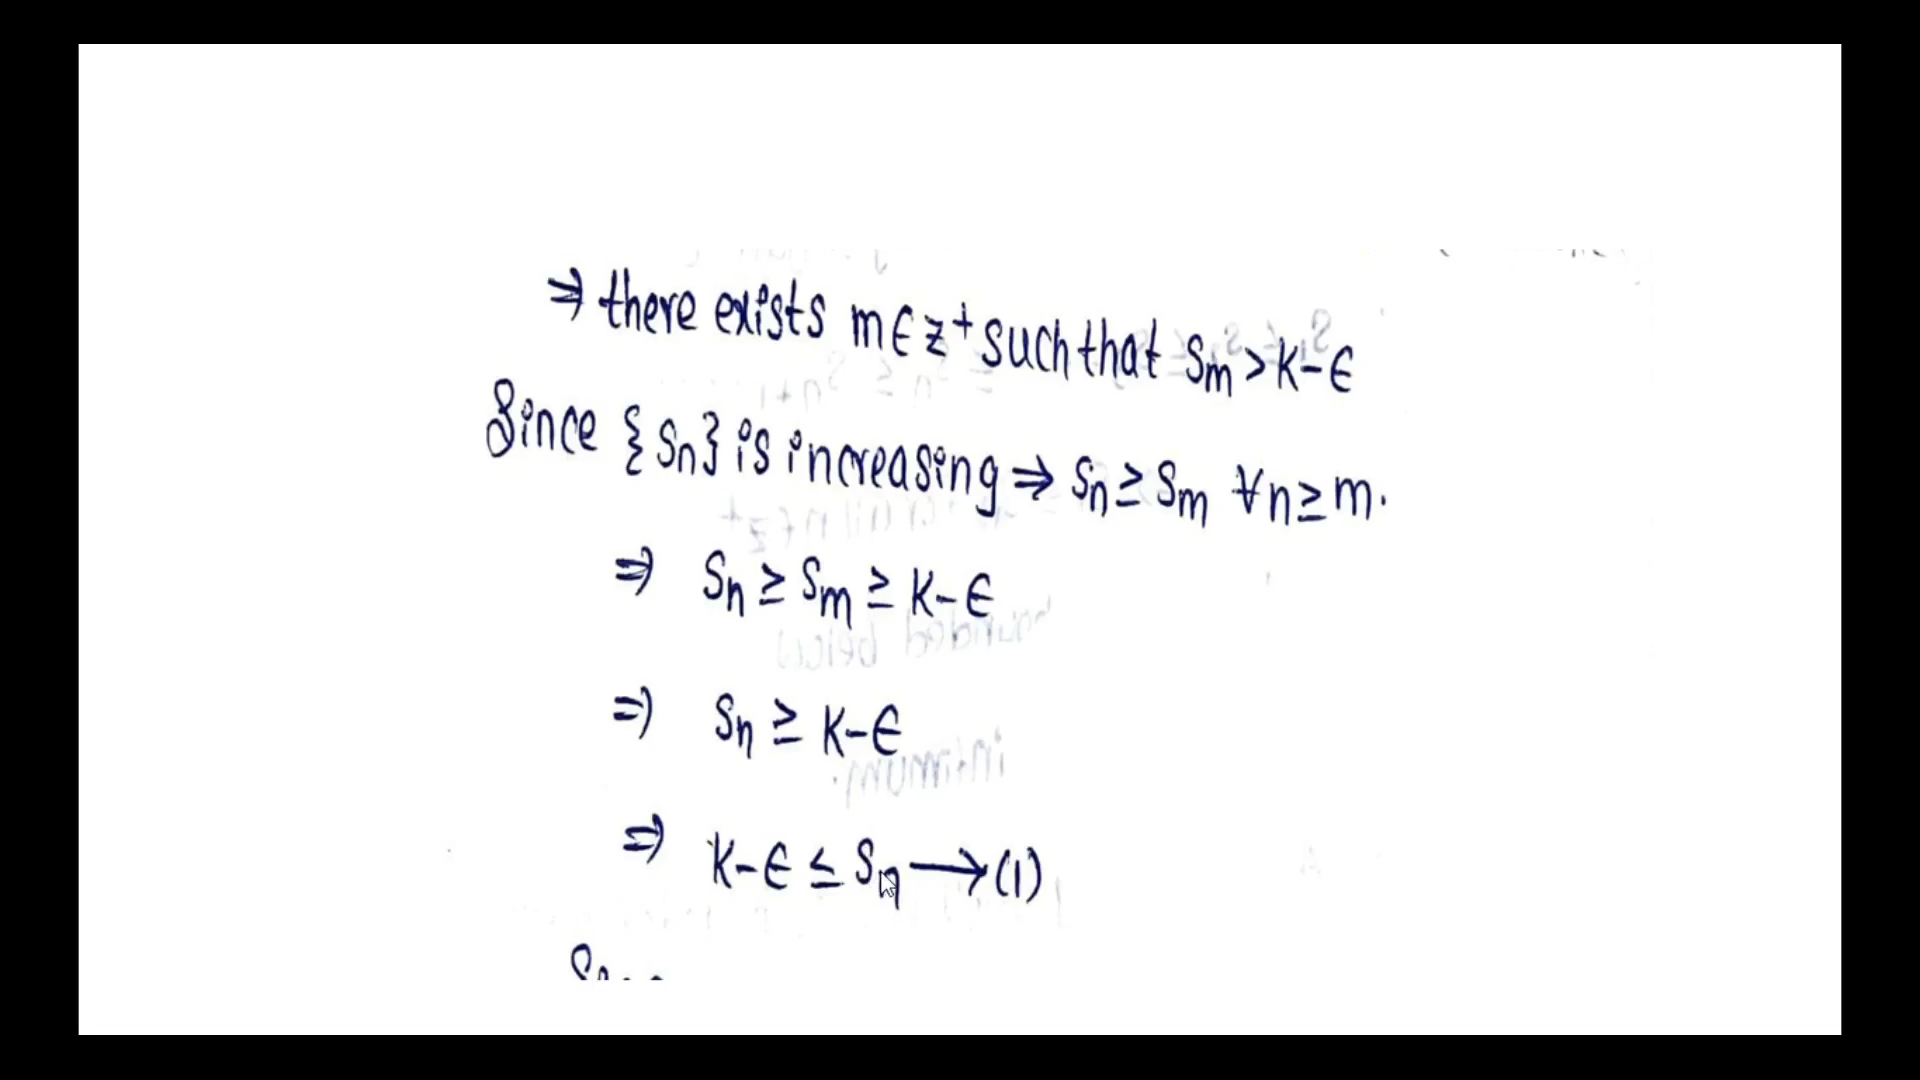 ⇒ there exists m ∈ z⁺ such that Sₘ > K-ϵ
Since {Sₙ} is increasing ⇒ Sₙ ≥ Sₘ ∀ n ≥ m.
⇒ Sₙ ≥ Sₘ ≥ K-ϵ
⇒ Sₙ ≥ K-ϵ
⇒ K-ϵ ≤ Sₙ ⟶ (1)